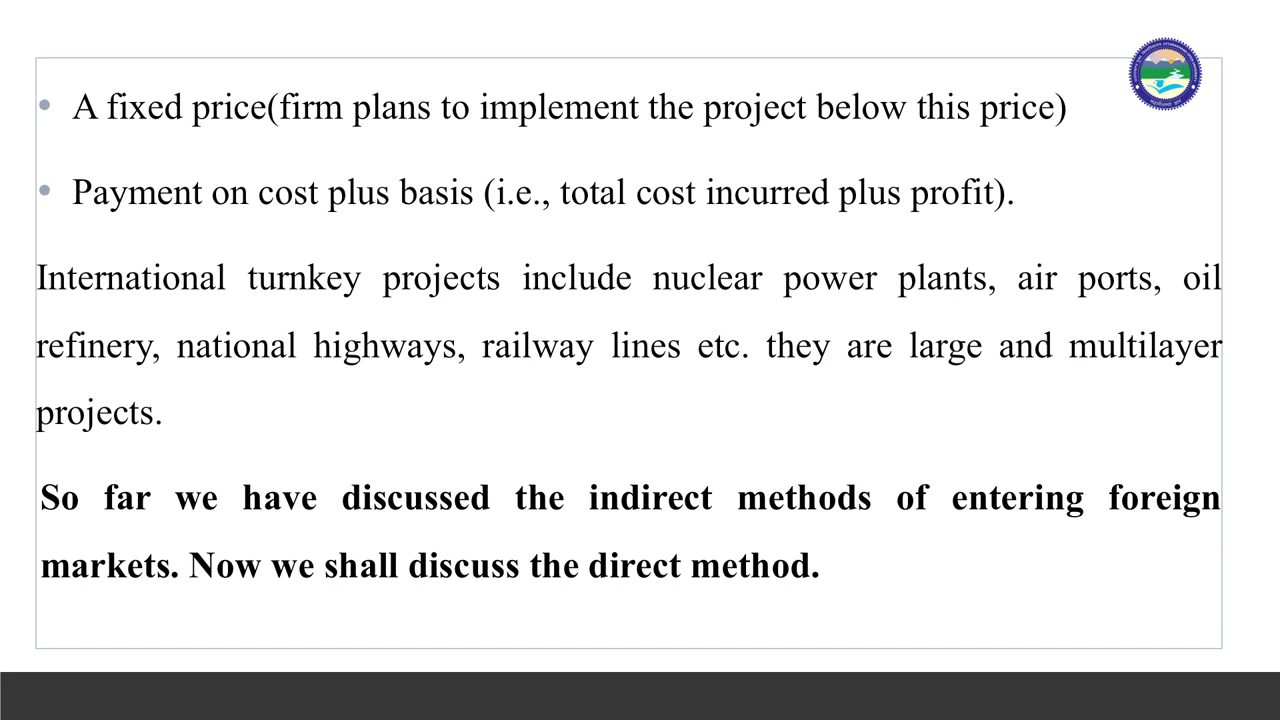 • A fixed price(firm plans to implement the project below this price)
• Payment on cost plus basis (i.e., total cost incurred plus profit).
International turnkey projects include nuclear power plants, air ports, oil
refinery, national highways, railway lines etc. they are large and multilayer
projects.
So far we have discussed the indirect methods of entering foreign
markets. Now we shall discuss the direct method.